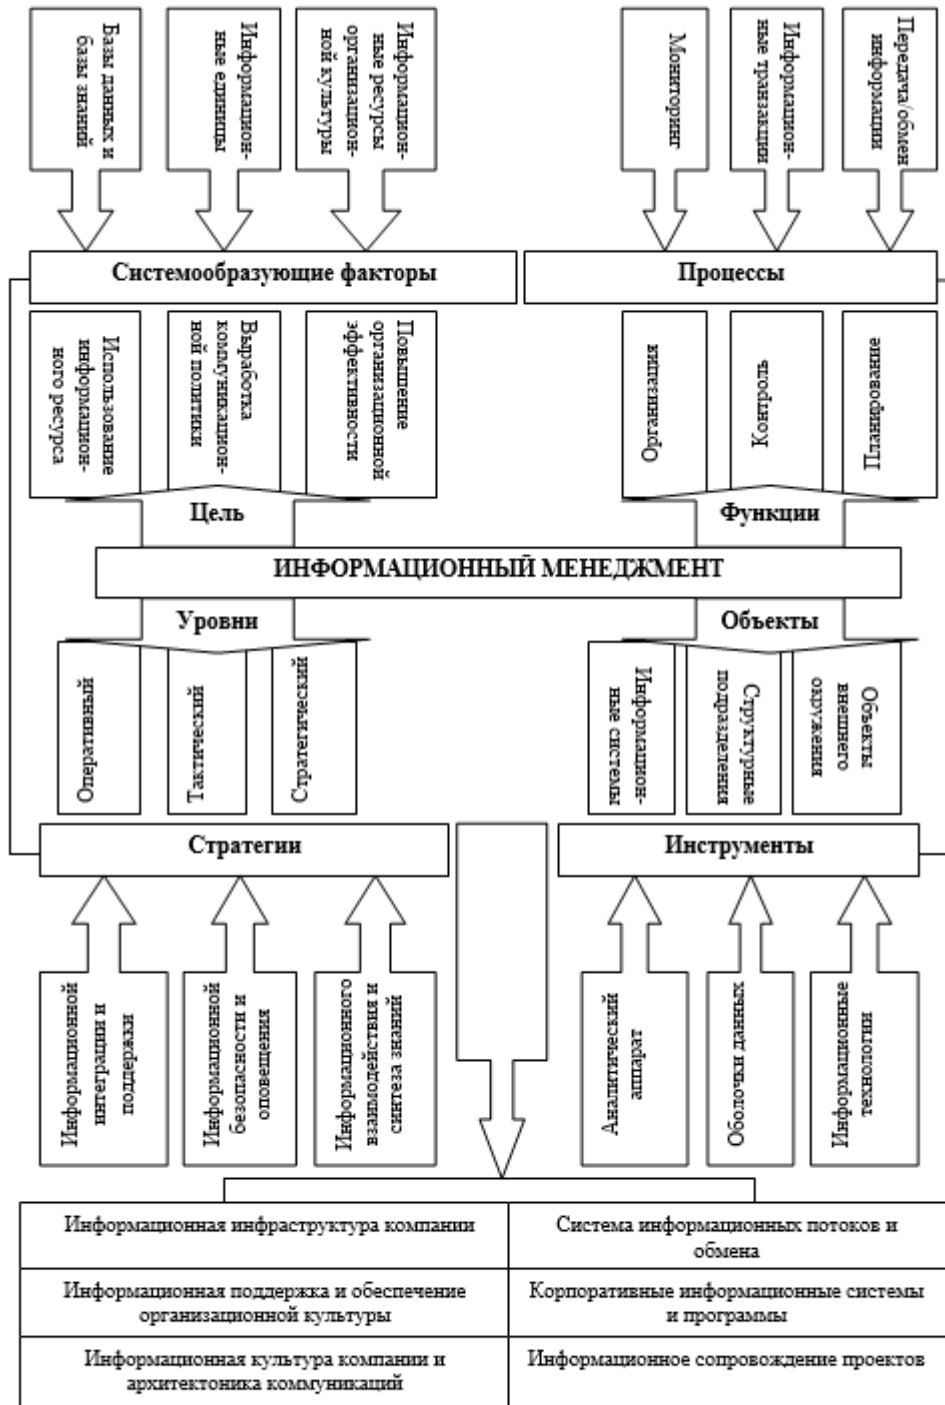 Базы данных и
базы знаний
Информацион-
ные единицы
Информацион-
ные ресурсы
организацион-
ной культуры
Мониторинг
Информацион-
ные транзакции
Передача/обмен
информации
Системообразующие факторы
Процессы
Использование
информацион-
ного ресурса
Выработка
коммуникацион-
ной политики
Повышение
организационной
эффективности
Организация
Контроль
Планирование
Цель
Функции
ИНФОРМАЦИОННЫЙ МЕНЕДЖМЕНТ
Уровни
Объекты
Оперативный
Тактический
Стратегический
Информацион-
ные системы
Структурные
подразделения
Объекты
внешнего
окружения
Стратегии
Инструменты
Информационной
интеграции и
поддержки
Информационной
безопасности и
оповещения
Информационного
взаимодействия и
синтеза знаний
Аналитический
аппарат
Оболочки данных
Информационные
технологии
Информационная инфраструктура компании
Система информационных потоков и
обмена
Информационная поддержка и обеспечение
организационной культуры
Корпоративные информационные системы
и программы
Информационная культура компании и
архитектоника коммуникаций
Информационное сопровождение проектов